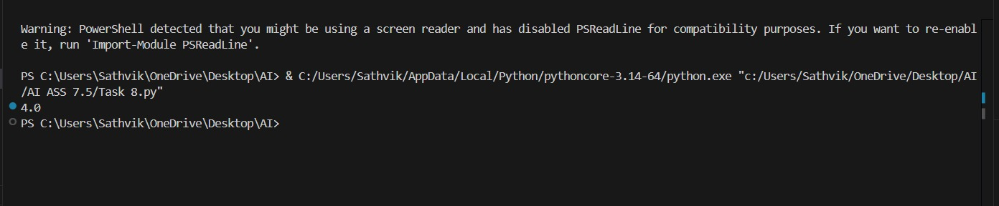 Warning: PowerShell detected that you might be using a screen reader and has disabled PSReadLine for compatibility purposes. If you want to re-enabl
e it, run 'Import-Module PSReadLine'.
PS C:\Users\Sathvik\OneDrive\Desktop\AI> & C:/Users/Sathvik/AppData/Local/Python/pythoncore-3.14-64/python.exe "c:/Users/Sathvik/OneDrive/Desktop/AI
/AI ASS 7.5/Task 8.py"
4.0
PS C:\Users\Sathvik\OneDrive\Desktop\AI>